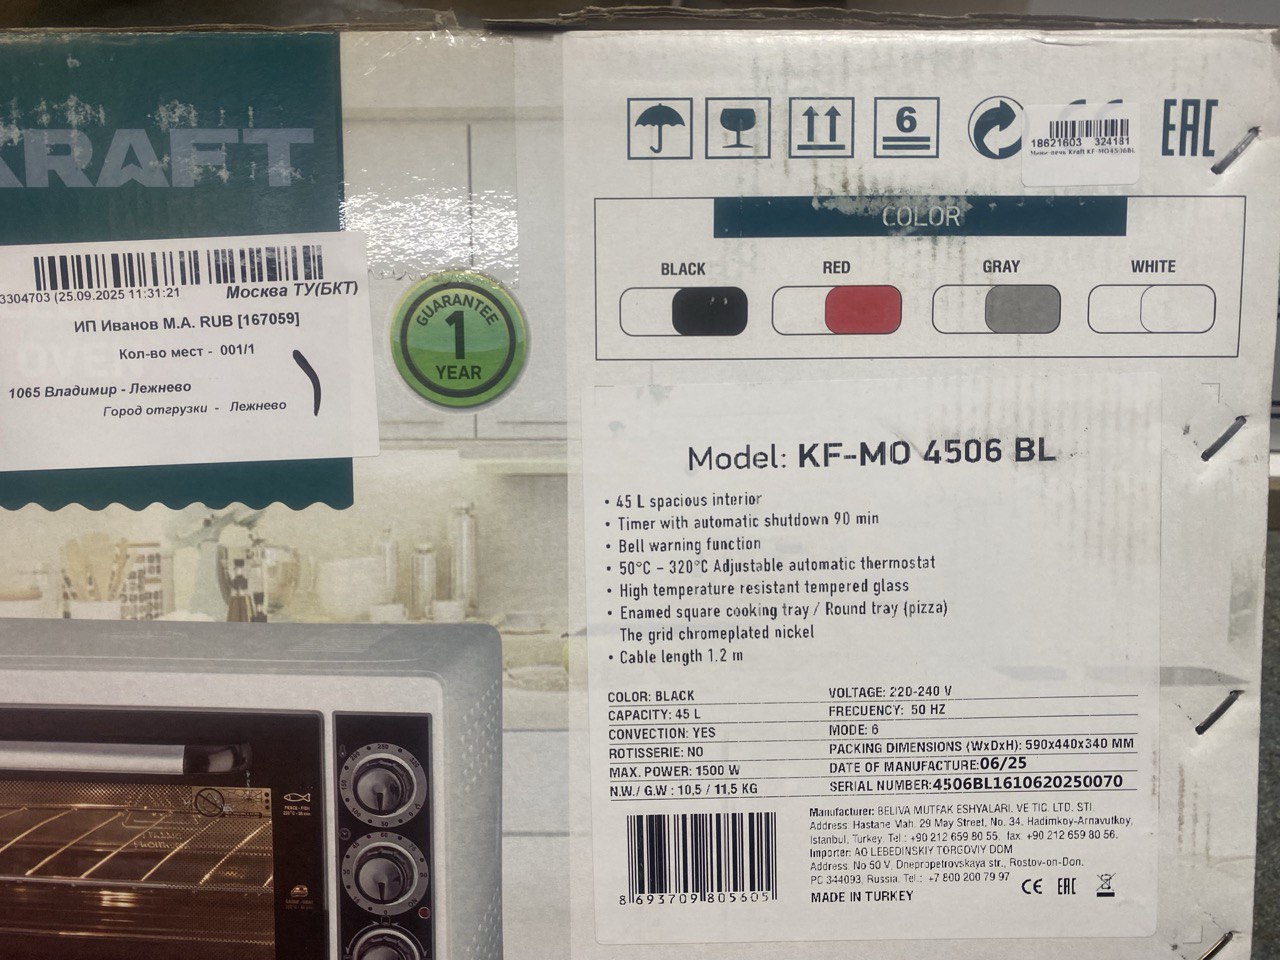 KRAFT
3304703 (25.09.2025 11:31:21
Москва ТУ(БКТ)
ИП Иванов М.А. RUB [167059]
Кол-во мест - 001/1
1065 Владимир - Лежнево
Город отгрузки - Лежнево
OVEN
GUARANTEE
1
YEAR
6
18621603 324181
Мини печь Kraft KF-MO4506BL
EAC
COLOR
BLACK RED GRAY WHITE
Model: KF-MO 4506 BL
• 45 L spacious interior
• Timer with automatic shutdown 90 min
• Bell warning function
• 50°C - 320°C Adjustable automatic thermostat
• High temperature resistant tempered glass
• Enamed square cooking tray / Round tray (pizza)
The grid chromeplated nickel
• Cable length 1.2 m
COLOR: BLACK
CAPACITY: 45 L
CONVECTION: YES
ROTISSERIE: NO
MAX. POWER: 1500 W
N.W./ G.W : 10,5 / 11,5 KG
VOLTAGE: 220-240 V
FRECUENCY: 50 HZ
MODE: 6
PACKING DIMENSIONS (WxDxH): 590x440x340 MM
DATE OF MANUFACTURE: 06/25
SERIAL NUMBER: 4506BL1610620250070
8 693709 805605
Manufacturer: BELIVA MUTFAK ESHYALARI. VE TIC. LTD. STI.
Address: Hastane Mah. 29 May Street, No. 34. Hadimkoy-Arnavutkoy,
Istanbul, Turkey. Tel.: +90 212 659 80 55, fax. +90 212 659 80 56.
Importer: AO LEBEDINSKIY TORGOVIY DOM
Address: No 50 V, Dnepropetrovskaya str., Rostov-on-Don.
PC 344093, Russia. Tel.: +7 800 200 79 97
CE EAC
MADE IN TURKEY